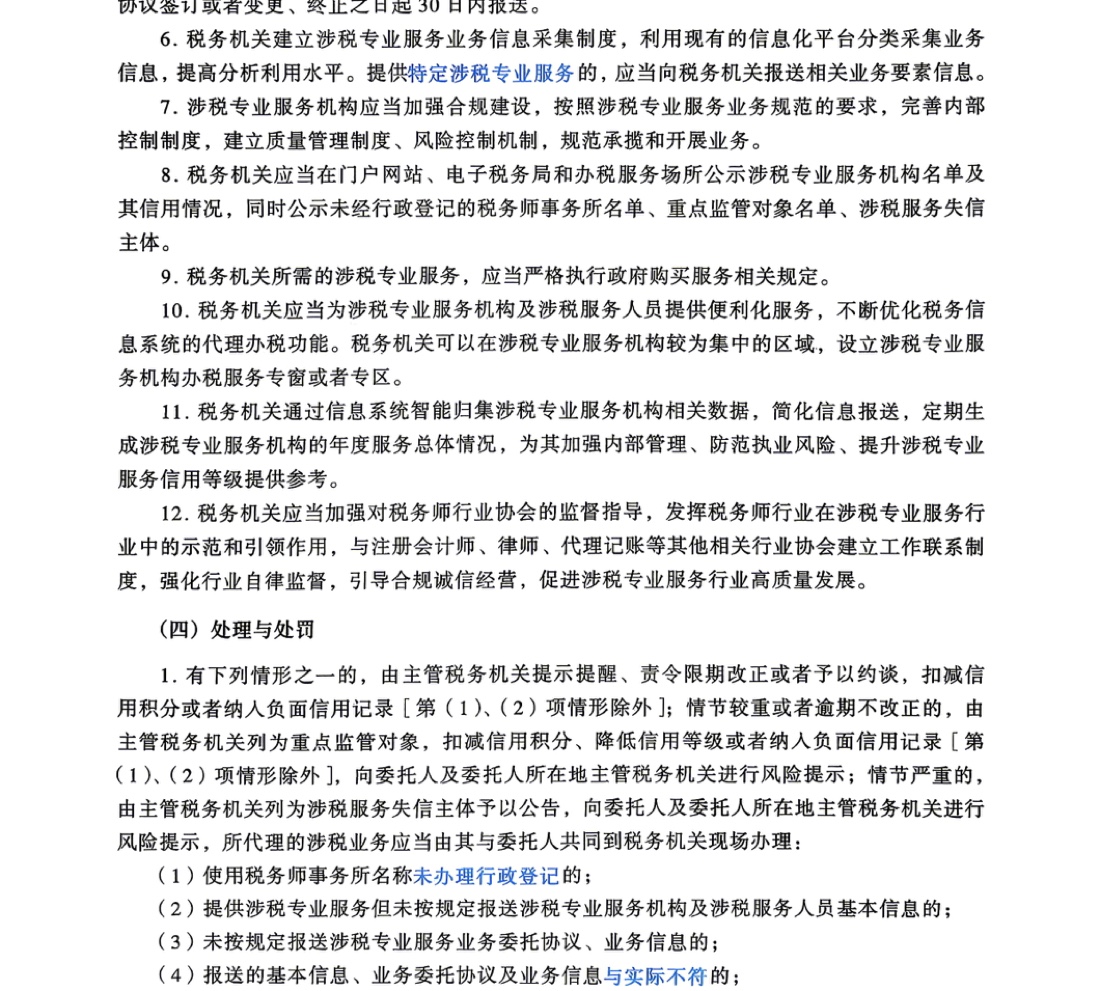 协议签订或者变更、终止之日起 30 日内报送。
6. 税务机关建立涉税专业服务业务信息采集制度，利用现有的信息化平台分类采集业务
信息，提高分析利用水平。提供特定涉税专业服务的，应当向税务机关报送相关业务要素信息。
7. 涉税专业服务机构应当加强合规建设，按照涉税专业服务业务规范的要求，完善内部
控制制度，建立质量管理制度、风险控制机制，规范承揽和开展业务。
8. 税务机关应当在门户网站、电子税务局和办税服务场所公示涉税专业服务机构名单及
其信用情况，同时公示未经行政登记的税务师事务所名单、重点监管对象名单、涉税服务失信
主体。
9. 税务机关所需的涉税专业服务，应当严格执行政府购买服务相关规定。
10. 税务机关应当为涉税专业服务机构及涉税服务人员提供便利化服务，不断优化税务信
息系统的代理办税功能。税务机关可以在涉税专业服务机构较为集中的区域，设立涉税专业服
务机构办税服务专窗或者专区。
11. 税务机关通过信息系统智能归集涉税专业服务机构相关数据，简化信息报送，定期生
成涉税专业服务机构的年度服务总体情况，为其加强内部管理、防范执业风险、提升涉税专业
服务信用等级提供参考。
12. 税务机关应当加强对税务师行业协会的监督指导，发挥税务师行业在涉税专业服务行
业中的示范和引领作用，与注册会计师、律师、代理记账等其他相关行业协会建立工作联系制
度，强化行业自律监督，引导合规诚信经营，促进涉税专业服务行业高质量发展。
（四）处理与处罚
1. 有下列情形之一的，由主管税务机关提示提醒、责令限期改正或者予以约谈，扣减信
用积分或者纳入负面信用记录［第（1）、（2）项情形除外］；情节较重或者逾期不改正的，由
主管税务机关列为重点监管对象，扣减信用积分、降低信用等级或者纳入负面信用记录［第
（1）、（2）项情形除外］，向委托人及委托人所在地主管税务机关进行风险提示；情节严重的，
由主管税务机关列为涉税服务失信主体予以公告，向委托人及委托人所在地主管税务机关进行
风险提示，所代理的涉税业务应当由其与委托人共同到税务机关现场办理：
（1）使用税务师事务所名称未办理行政登记的；
（2）提供涉税专业服务但未按规定报送涉税专业服务机构及涉税服务人员基本信息的；
（3）未按规定报送涉税专业服务业务委托协议、业务信息的；
（4）报送的基本信息、业务委托协议及业务信息与实际不符的；